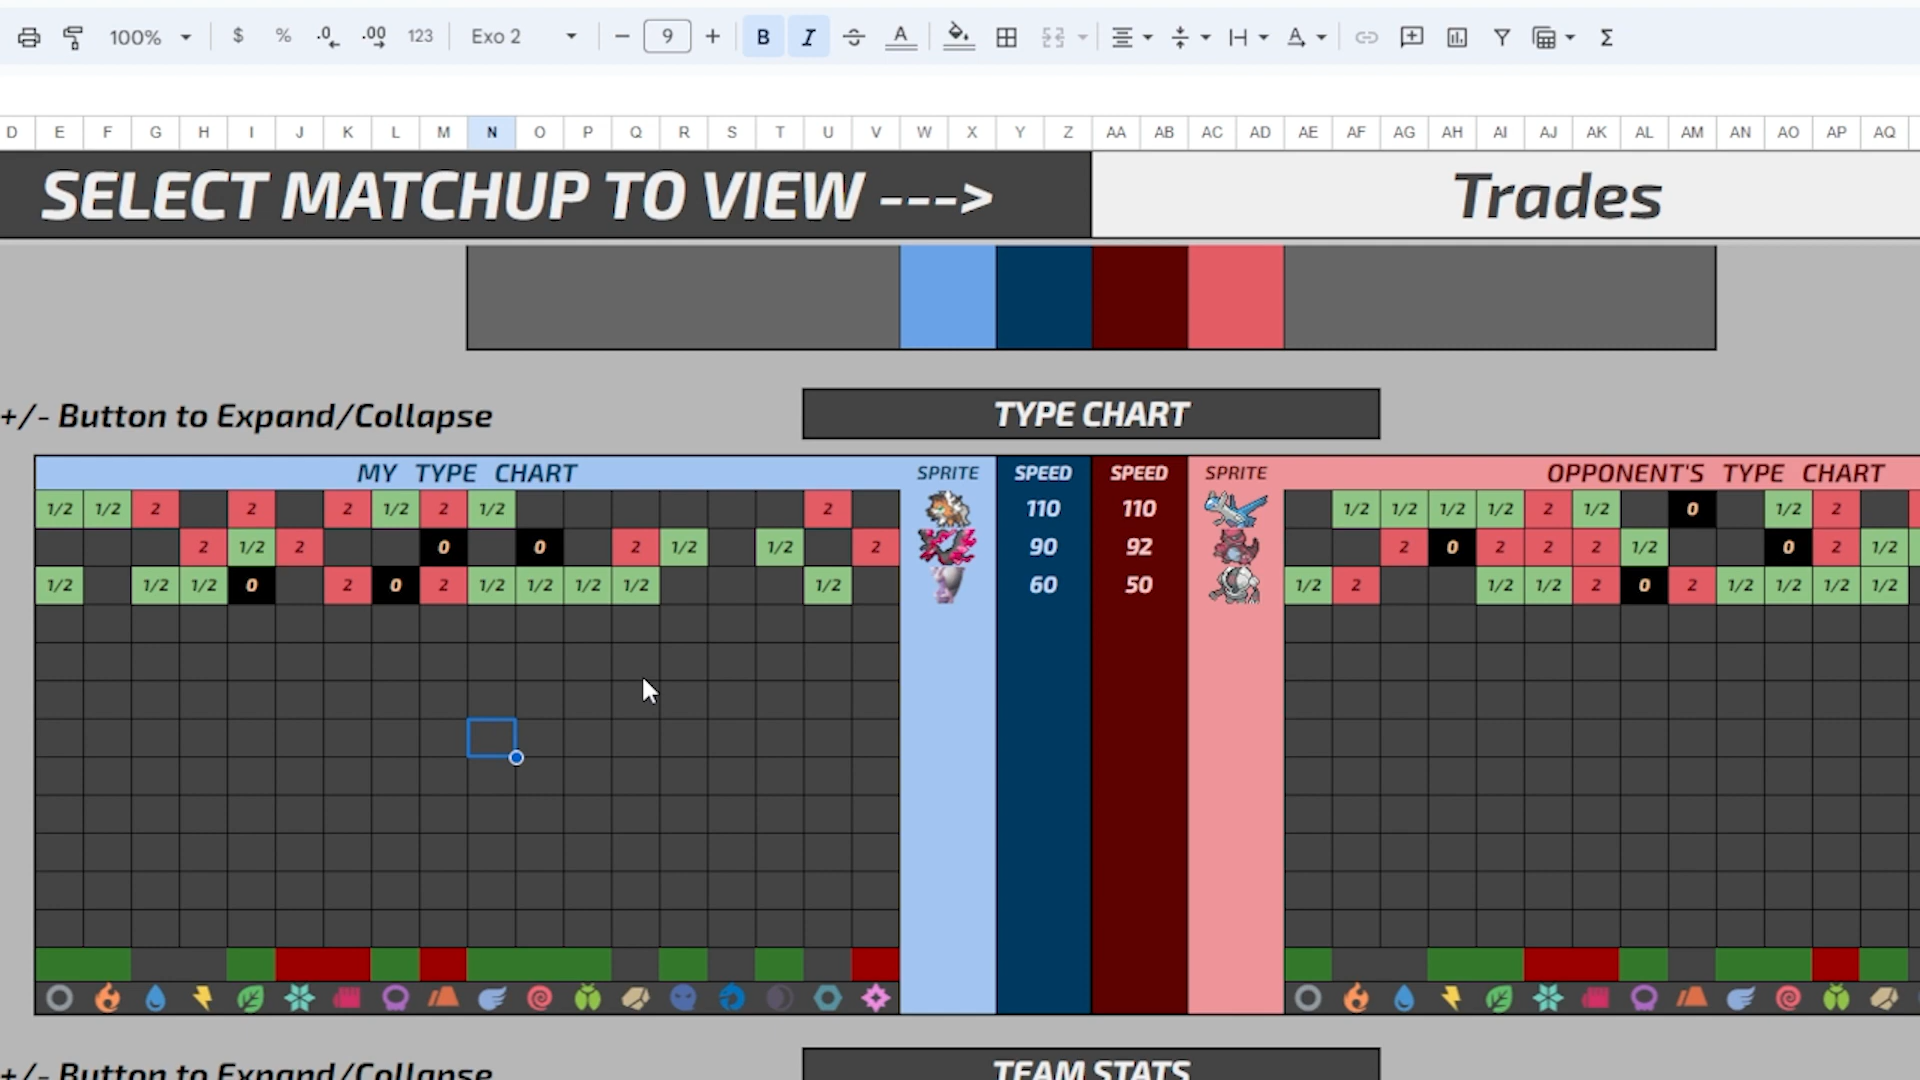 100% $ % .0 .00 123 Exo 2 − 9 + B I S A Σ
D E F G H I J K L M N O P Q R S T U V W X Y Z AA AB AC AD AE AF AG AH AI AJ AK AL AM AN AO AP AQ
SELECT MATCHUP TO VIEW ---> Trades
+/- Button to Expand/Collapse TYPE CHART
MY TYPE CHART SPRITE SPEED SPEED SPRITE OPPONENT'S TYPE CHART
1/2 1/2 2 2 2 1/2 2 1/2 2 110 110 1/2 1/2 1/2 1/2 2 1/2 0 1/2 2
2 1/2 2 0 0 2 1/2 1/2 2 90 92 2 0 2 2 2 1/2 0 2 1/2
1/2 1/2 1/2 0 2 0 2 1/2 1/2 1/2 1/2 1/2 60 50 1/2 2 1/2 1/2 2 0 2 1/2 1/2 1/2 1/2
+/- Button to Expand/Collapse TEAM STATS